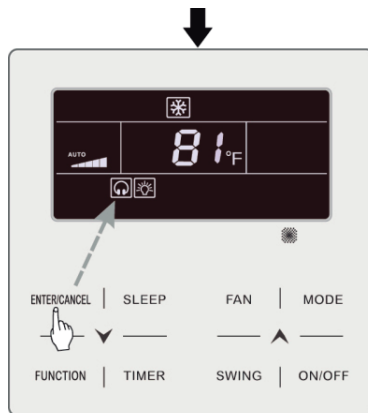 AUTO
81°F
ENTER/CANCEL SLEEP FAN MODE
FUNCTION TIMER SWING ON/OFF